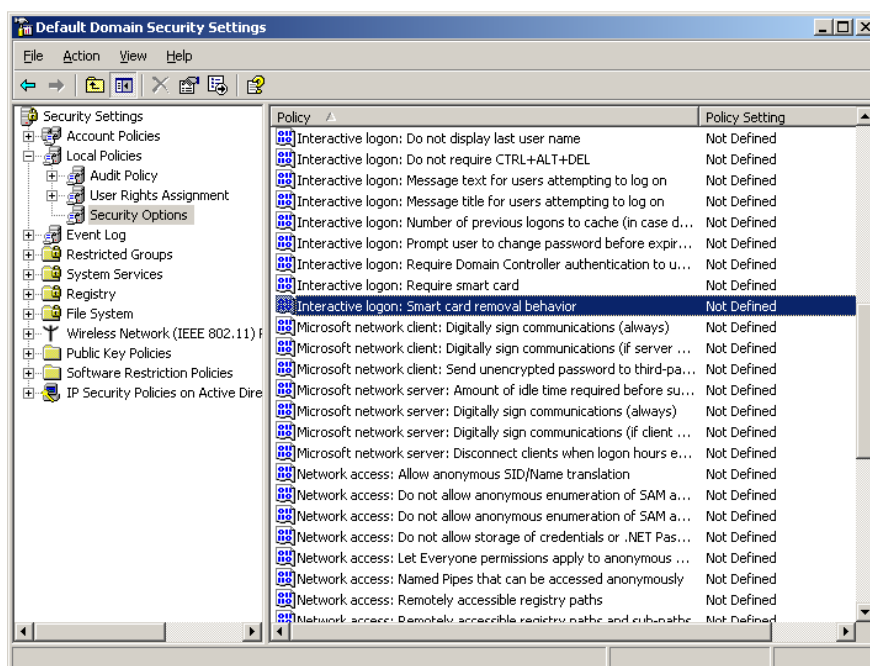 Default Domain Security Settings
File Action View Help
Security Settings
Account Policies
Local Policies
Audit Policy
User Rights Assignment
Security Options
Event Log
Restricted Groups
System Services
Registry
File System
Wireless Network (IEEE 802.11) P
Public Key Policies
Software Restriction Policies
IP Security Policies on Active Dire
Policy Policy Setting
Interactive logon: Do not display last user name Not Defined
Interactive logon: Do not require CTRL+ALT+DEL Not Defined
Interactive logon: Message text for users attempting to log on Not Defined
Interactive logon: Message title for users attempting to log on Not Defined
Interactive logon: Number of previous logons to cache (in case d... Not Defined
Interactive logon: Prompt user to change password before expir... Not Defined
Interactive logon: Require Domain Controller authentication to u... Not Defined
Interactive logon: Require smart card Not Defined
Interactive logon: Smart card removal behavior Not Defined
Microsoft network client: Digitally sign communications (always) Not Defined
Microsoft network client: Digitally sign communications (if server ... Not Defined
Microsoft network client: Send unencrypted password to third-pa... Not Defined
Microsoft network server: Amount of idle time required before su... Not Defined
Microsoft network server: Digitally sign communications (always) Not Defined
Microsoft network server: Digitally sign communications (if client ... Not Defined
Microsoft network server: Disconnect clients when logon hours e... Not Defined
Network access: Allow anonymous SID/Name translation Not Defined
Network access: Do not allow anonymous enumeration of SAM a... Not Defined
Network access: Do not allow anonymous enumeration of SAM a... Not Defined
Network access: Do not allow storage of credentials or .NET Pas... Not Defined
Network access: Let Everyone permissions apply to anonymous ... Not Defined
Network access: Named Pipes that can be accessed anonymously Not Defined
Network access: Remotely accessible registry paths Not Defined
Network access: Remotely accessible registry paths and sub-paths Not Defined